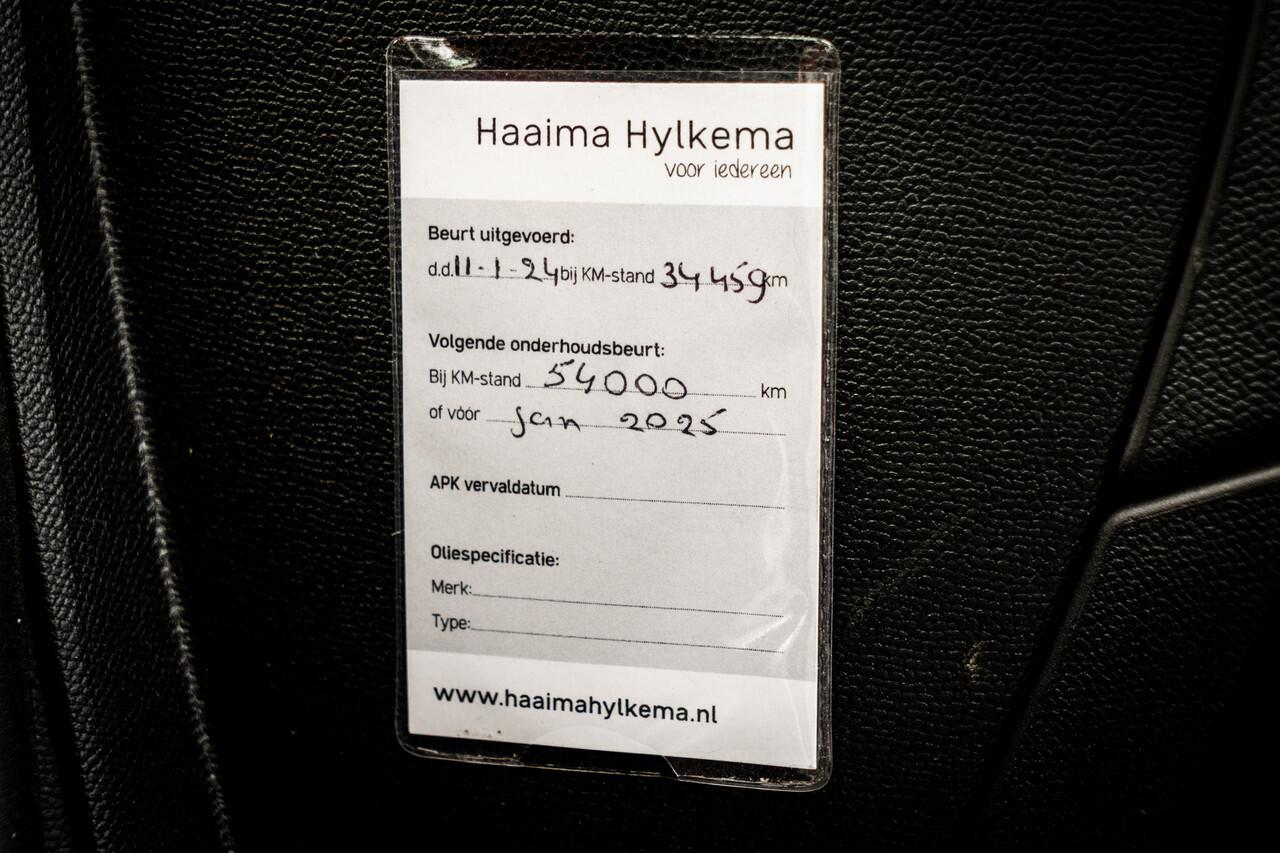 Haaima Hylkema
voor iedereen
Beurt uitgevoerd:
d.d. 11-1-24 bij KM-stand 34459 km
Volgende onderhoudsbeurt:
Bij KM-stand 54000 km
of vóór jan 2025
APK vervaldatum
Oliespecificatie:
Merk:
Type:
www.haaimahylkema.nl